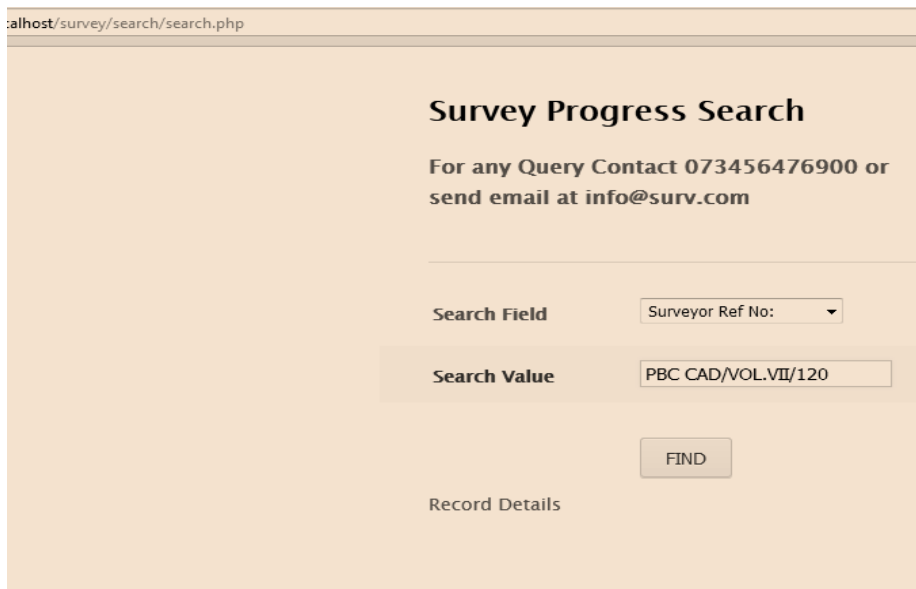 calhost/survey/search/search.php
Survey Progress Search
For any Query Contact 073456476900 or
send email at info@surv.com
Search Field Surveyor Ref No:
Search Value PBC CAD/VOL.VII/120
FIND
Record Details